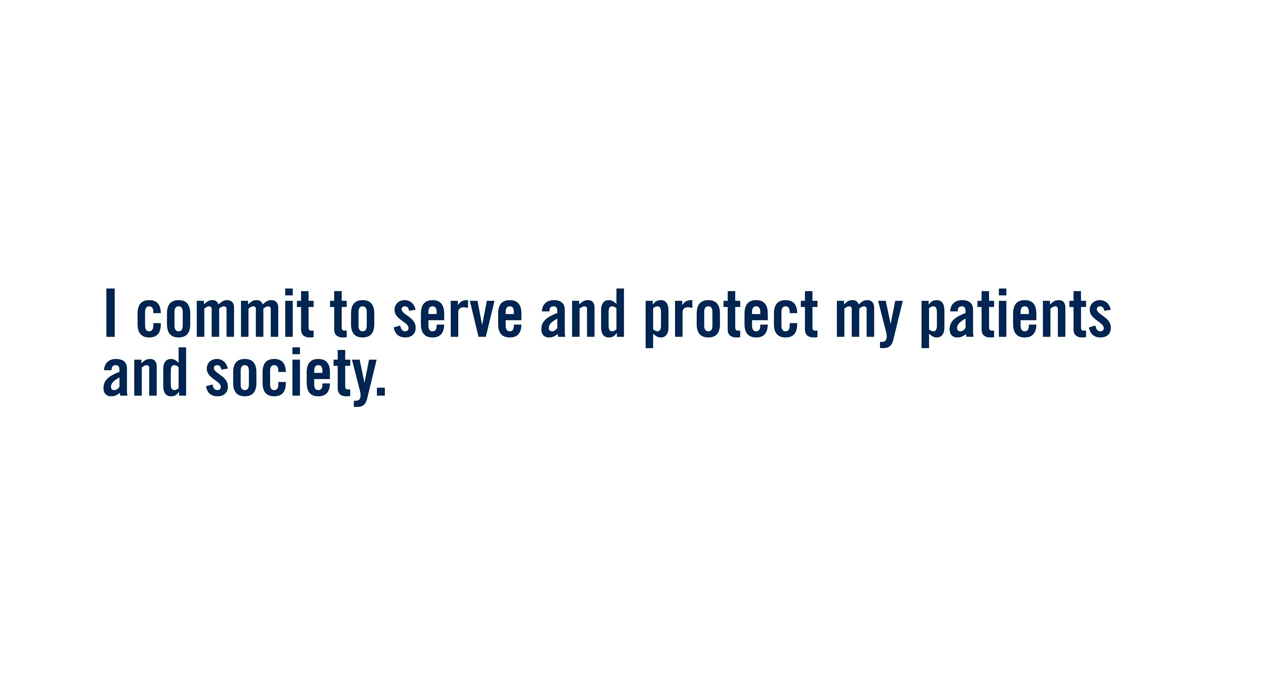 I commit to serve and protect my patients
and society.